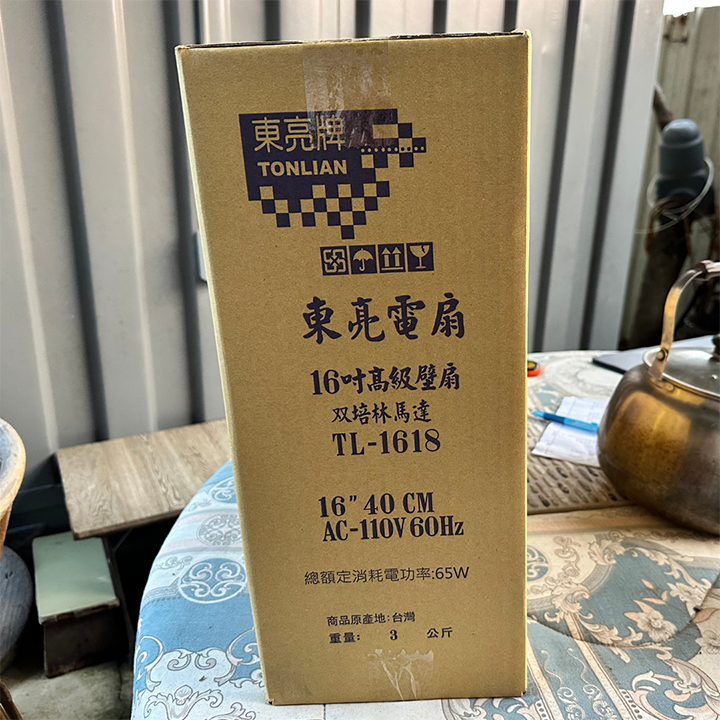 東亮牌
TONLIAN
東亮電扇
16吋高級壁扇
双培林馬達
TL-1618
16" 40 CM
AC-110V 60Hz
總額定消耗電功率:65W
商品原產地:台灣
重量: 3 公斤